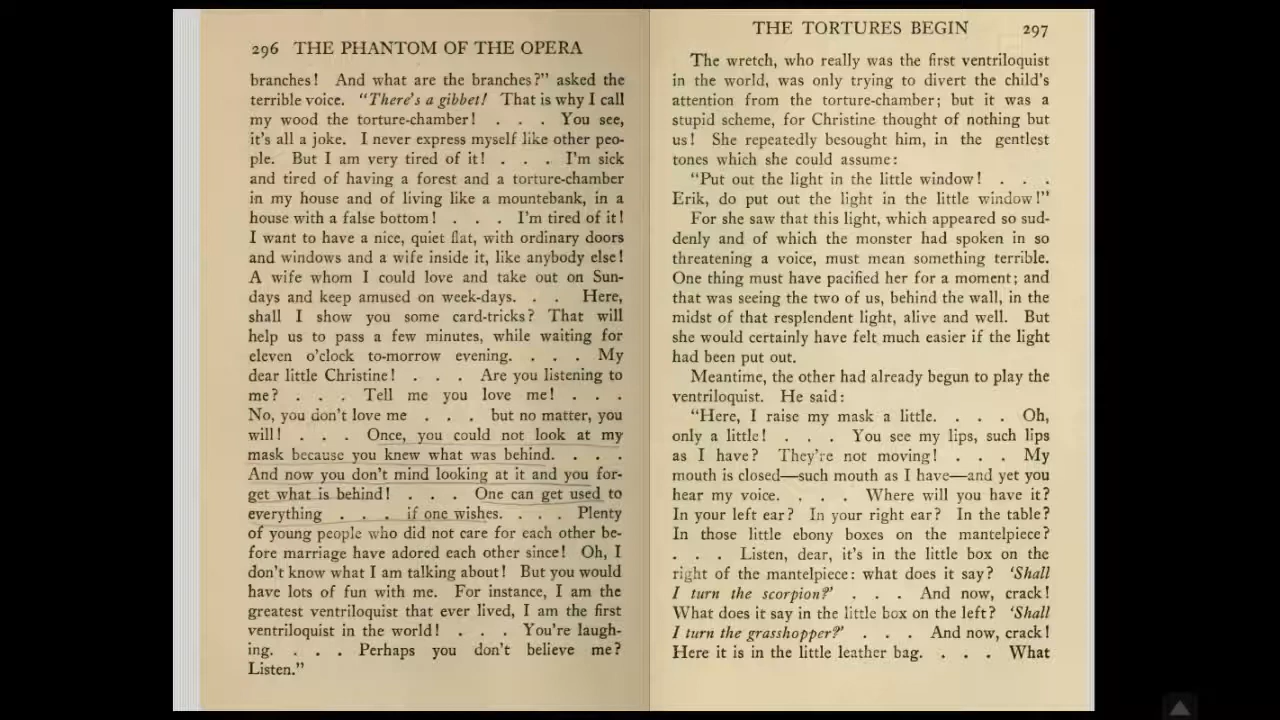 296 THE PHANTOM OF THE OPERA
branches! And what are the branches?" asked the
terrible voice. "There's a gibbet! That is why I call
my wood the torture-chamber! . . . You see,
it's all a joke. I never express myself like other peo-
ple. But I am very tired of it! . . . I'm sick
and tired of having a forest and a torture-chamber
in my house and of living like a mountebank, in a
house with a false bottom! . . . I'm tired of it!
I want to have a nice, quiet flat, with ordinary doors
and windows and a wife inside it, like anybody else!
A wife whom I could love and take out on Sun-
days and keep amused on week-days. . . Here,
shall I show you some card-tricks? That will
help us to pass a few minutes, while waiting for
eleven o'clock to-morrow evening. . . . My
dear little Christine! . . . Are you listening to
me? . . . Tell me you love me! . . .
No, you don't love me . . . but no matter, you
will! . . . Once, you could not look at my
mask because you knew what was behind. . . .
And now you don't mind looking at it and you for-
get what is behind! . . . One can get used to
everything . . . if one wishes. . . . Plenty
of young people who did not care for each other be-
fore marriage have adored each other since! Oh, I
don't know what I am talking about! But you would
have lots of fun with me. For instance, I am the
greatest ventriloquist that ever lived, I am the first
ventriloquist in the world! . . . You're laugh-
ing. . . . Perhaps you don't believe me?
Listen."
THE TORTURES BEGIN 297
The wretch, who really was the first ventriloquist
in the world, was only trying to divert the child's
attention from the torture-chamber; but it was a
stupid scheme, for Christine thought of nothing but
us! She repeatedly besought him, in the gentlest
tones which she could assume:
"Put out the light in the little window! . . .
Erik, do put out the light in the little window!"
For she saw that this light, which appeared so sud-
denly and of which the monster had spoken in so
threatening a voice, must mean something terrible.
One thing must have pacified her for a moment; and
that was seeing the two of us, behind the wall, in the
midst of that resplendent light, alive and well. But
she would certainly have felt much easier if the light
had been put out.
Meantime, the other had already begun to play the
ventriloquist. He said:
"Here, I raise my mask a little. . . . Oh,
only a little! . . . You see my lips, such lips
as I have? They're not moving! . . . My
mouth is closed—such mouth as I have—and yet you
hear my voice. . . . Where will you have it?
In your left ear? In your right ear? In the table?
In those little ebony boxes on the mantelpiece?
. . . Listen, dear, it's in the little box on the
right of the mantelpiece: what does it say? 'Shall
I turn the scorpion?' . . . And now, crack!
What does it say in the little box on the left? 'Shall
I turn the grasshopper?' . . . And now, crack!
Here it is in the little leather bag. . . . What